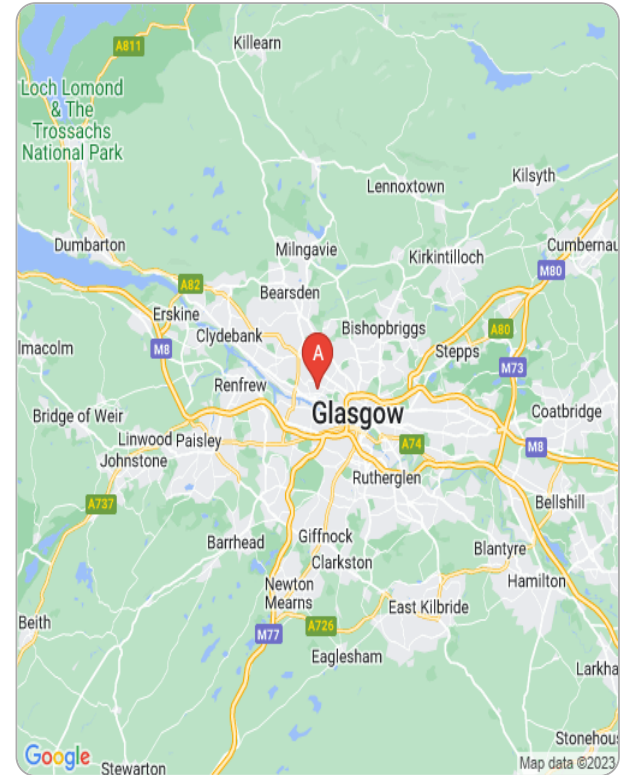 A811
Killearn
Loch Lomond
& The
Trossachs
National Park
Kilsyth
Lennoxtown
Dumbarton
Milngavie
Kirkintilloch
Cumbernau
M80
A82
Bearsden
Erskine
Clydebank
Bishopbriggs
A80
lmacolm
M8
A
Stepps
M73
Renfrew
Bridge of Weir
Glasgow
Coatbridge
Linwood
Paisley
A74
M8
Johnstone
Rutherglen
A737
Bellshill
Barrhead
Giffnock
Blantyre
Clarkston
Hamilton
Newton
Mearns
East Kilbride
Beith
M77
A726
Eaglesham
Larkha
Stonehous
Google
Stewarton
Map data ©2023